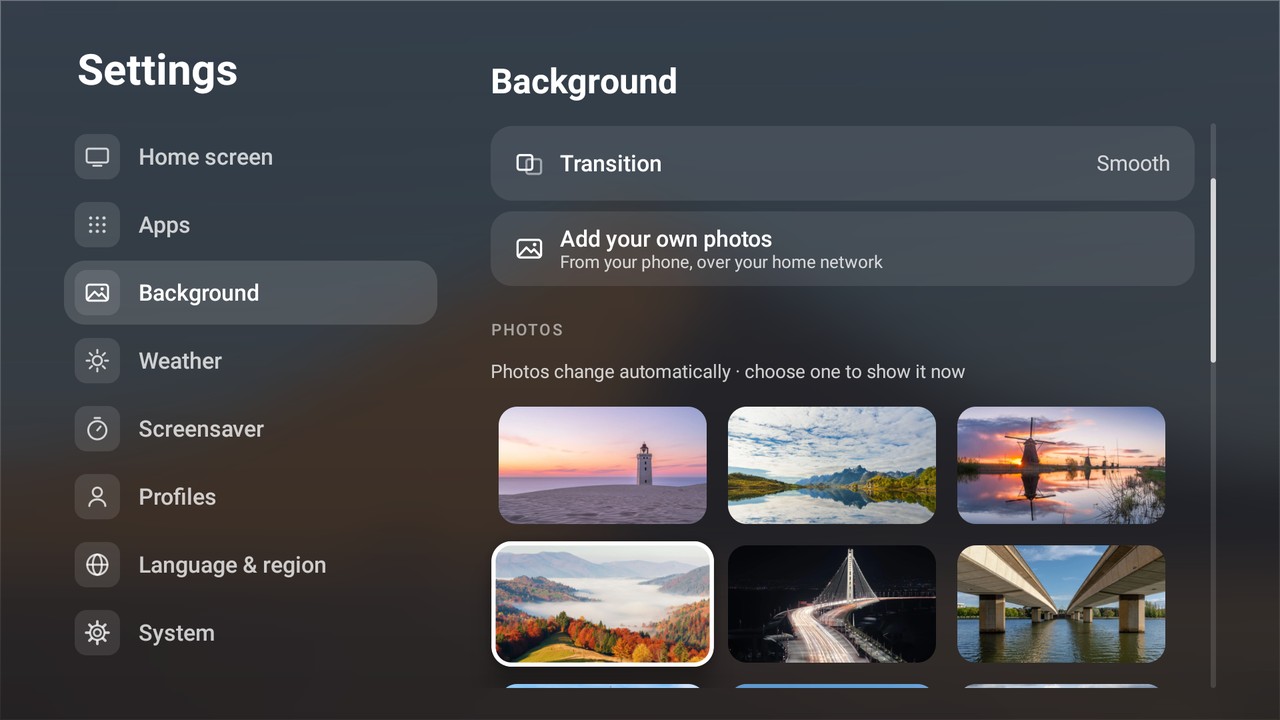 Settings
Home screen
Apps
Background
Weather
Screensaver
Profiles
Language & region
System
Background
Transition
Smooth
Add your own photos
From your phone, over your home network
PHOTOS
Photos change automatically · choose one to show it now